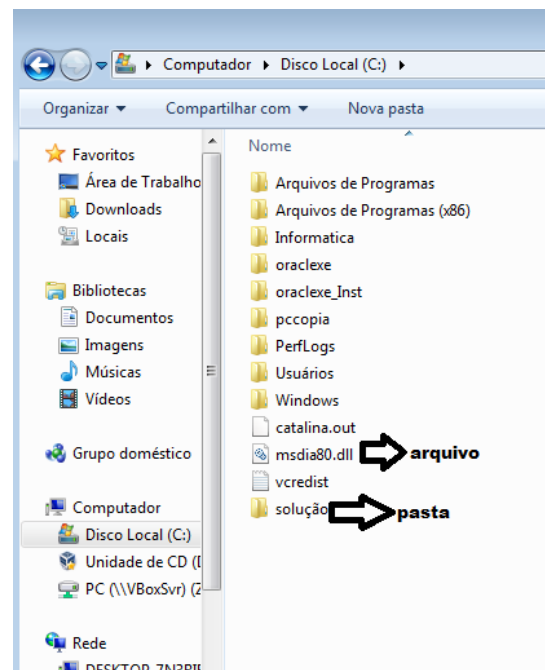 Computador Disco Local (C:)
Organizar Compartilhar com Nova pasta
Favoritos
Área de Trabalho
Downloads
Locais
Bibliotecas
Documentos
Imagens
Músicas
Vídeos
Grupo doméstico
Computador
Disco Local (C:)
Unidade de CD (
PC (\\VBoxSvr) (
Rede
Nome
Arquivos de Programas
Arquivos de Programas (x86)
Informatica
oraclexe
oraclexe_Inst
pccopia
PerfLogs
Usuários
Windows
catalina.out
msdia80.dll arquivo
vcredist
solução pasta